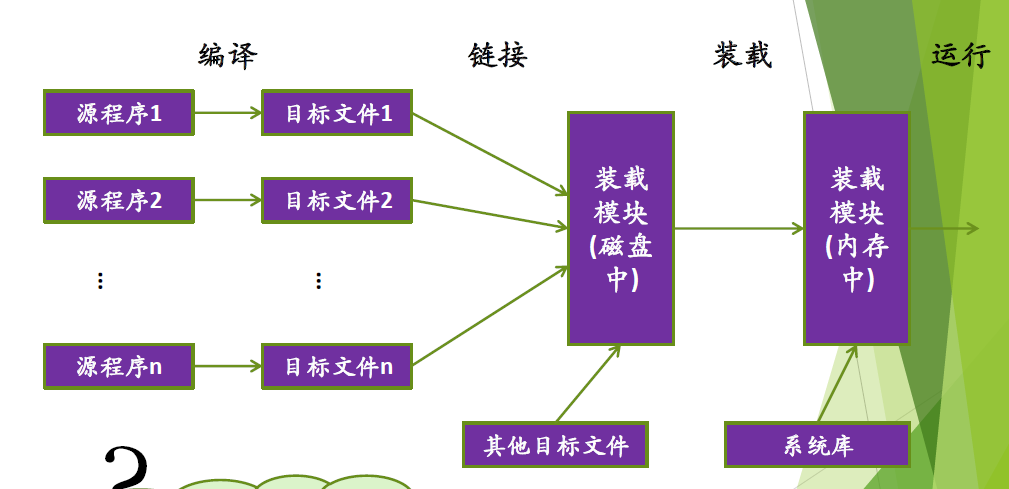 编译
链接
装载
运行
源程序1
目标文件1
源程序2
目标文件2
⋮
⋮
源程序n
目标文件n
装载
模块
(磁盘
中)
装载
模块
(内存
中)
其他目标文件
系统库
?